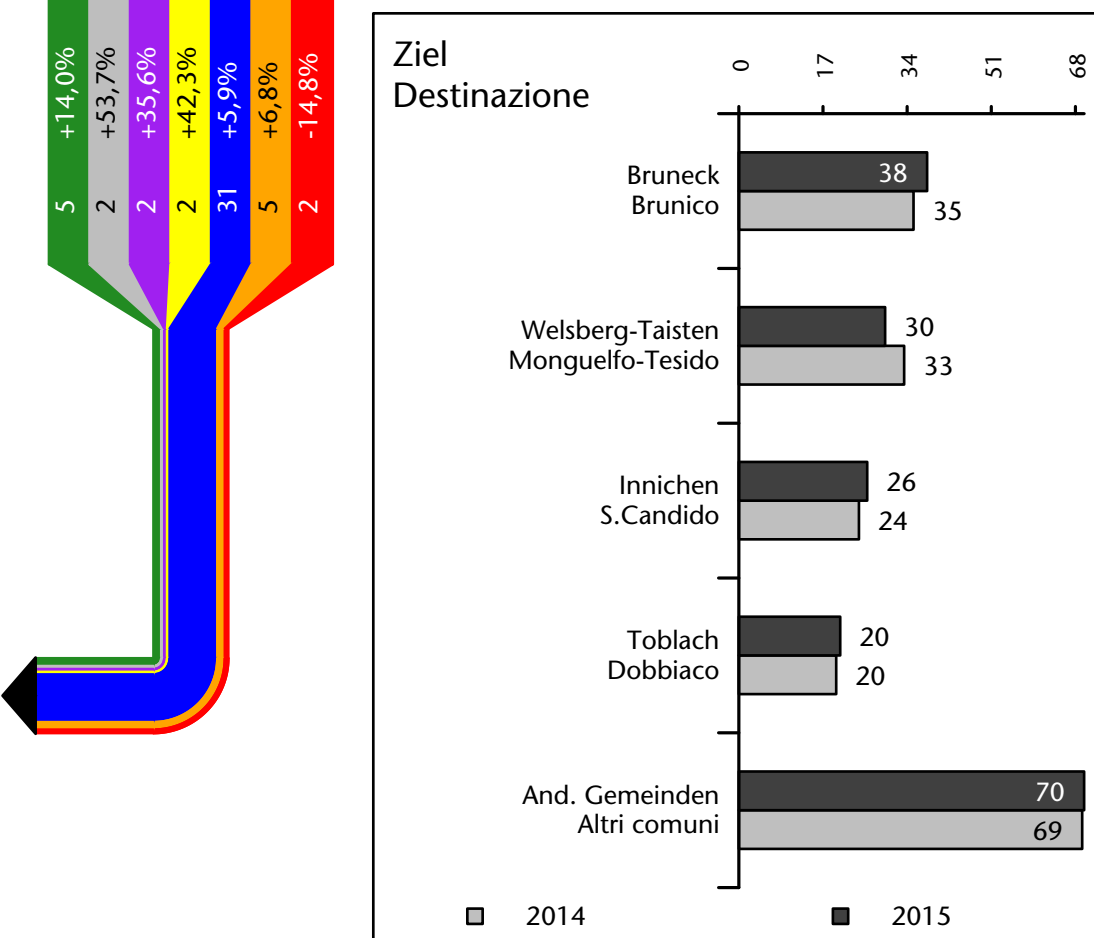 +14,0%
+53,7%
+35,6%
+42,3%
+5,9%
+6,8%
-14,8%
5
2
2
2
31
5
2
Ziel
Destinazione
0
17
34
51
68
Bruneck
Brunico
38
35
Welsberg-Taisten
Monguelfo-Tesido
30
33
Innichen
S.Candido
26
24
Toblach
Dobbiaco
20
20
And. Gemeinden
Altri comuni
70
69
2014
2015